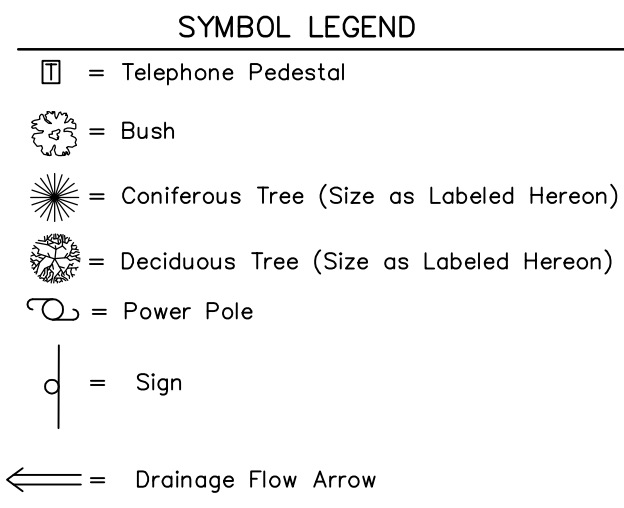 SYMBOL LEGEND
T = Telephone Pedestal
= Bush
= Coniferous Tree (Size as Labeled Hereon)
= Deciduous Tree (Size as Labeled Hereon)
= Power Pole
= Sign
= Drainage Flow Arrow